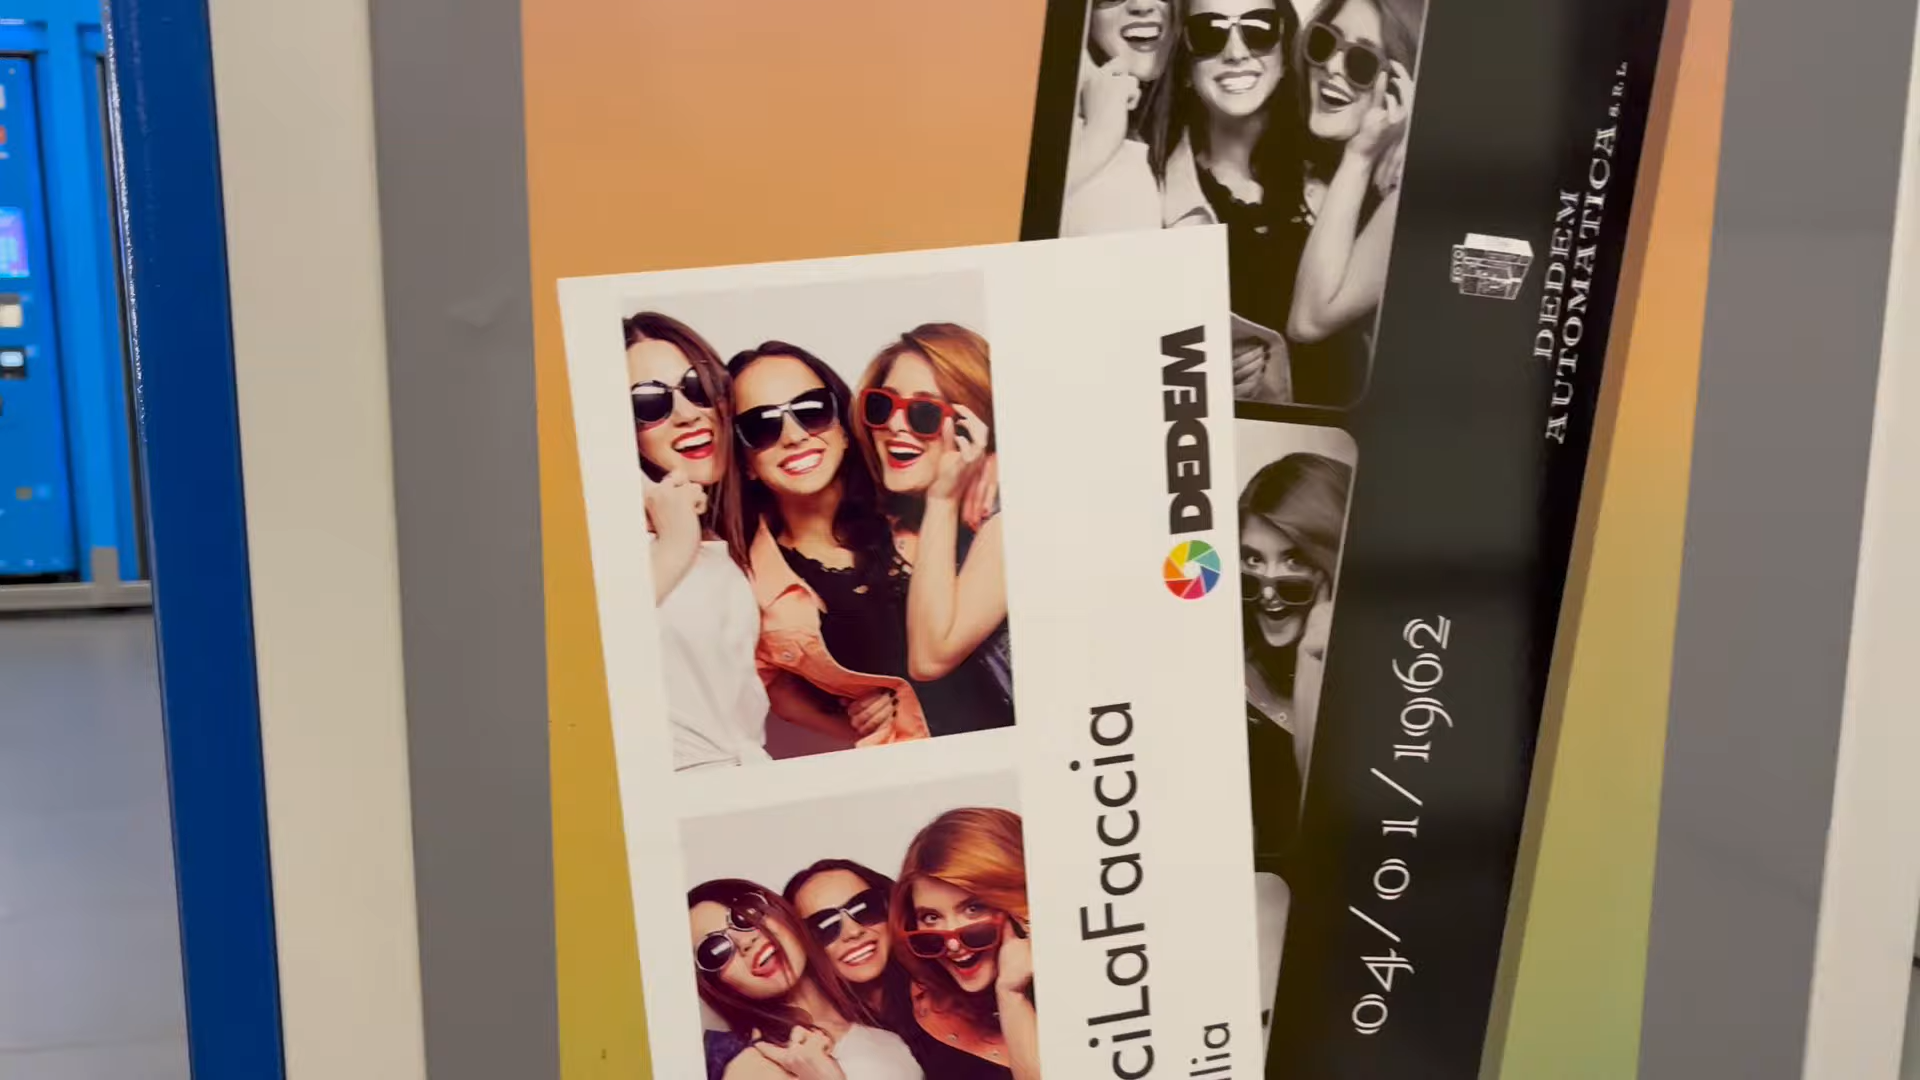 DEDEM
AUTOMATICA S.R.L.
DEDEM
04/01/1962
ciLaFaccia
lia